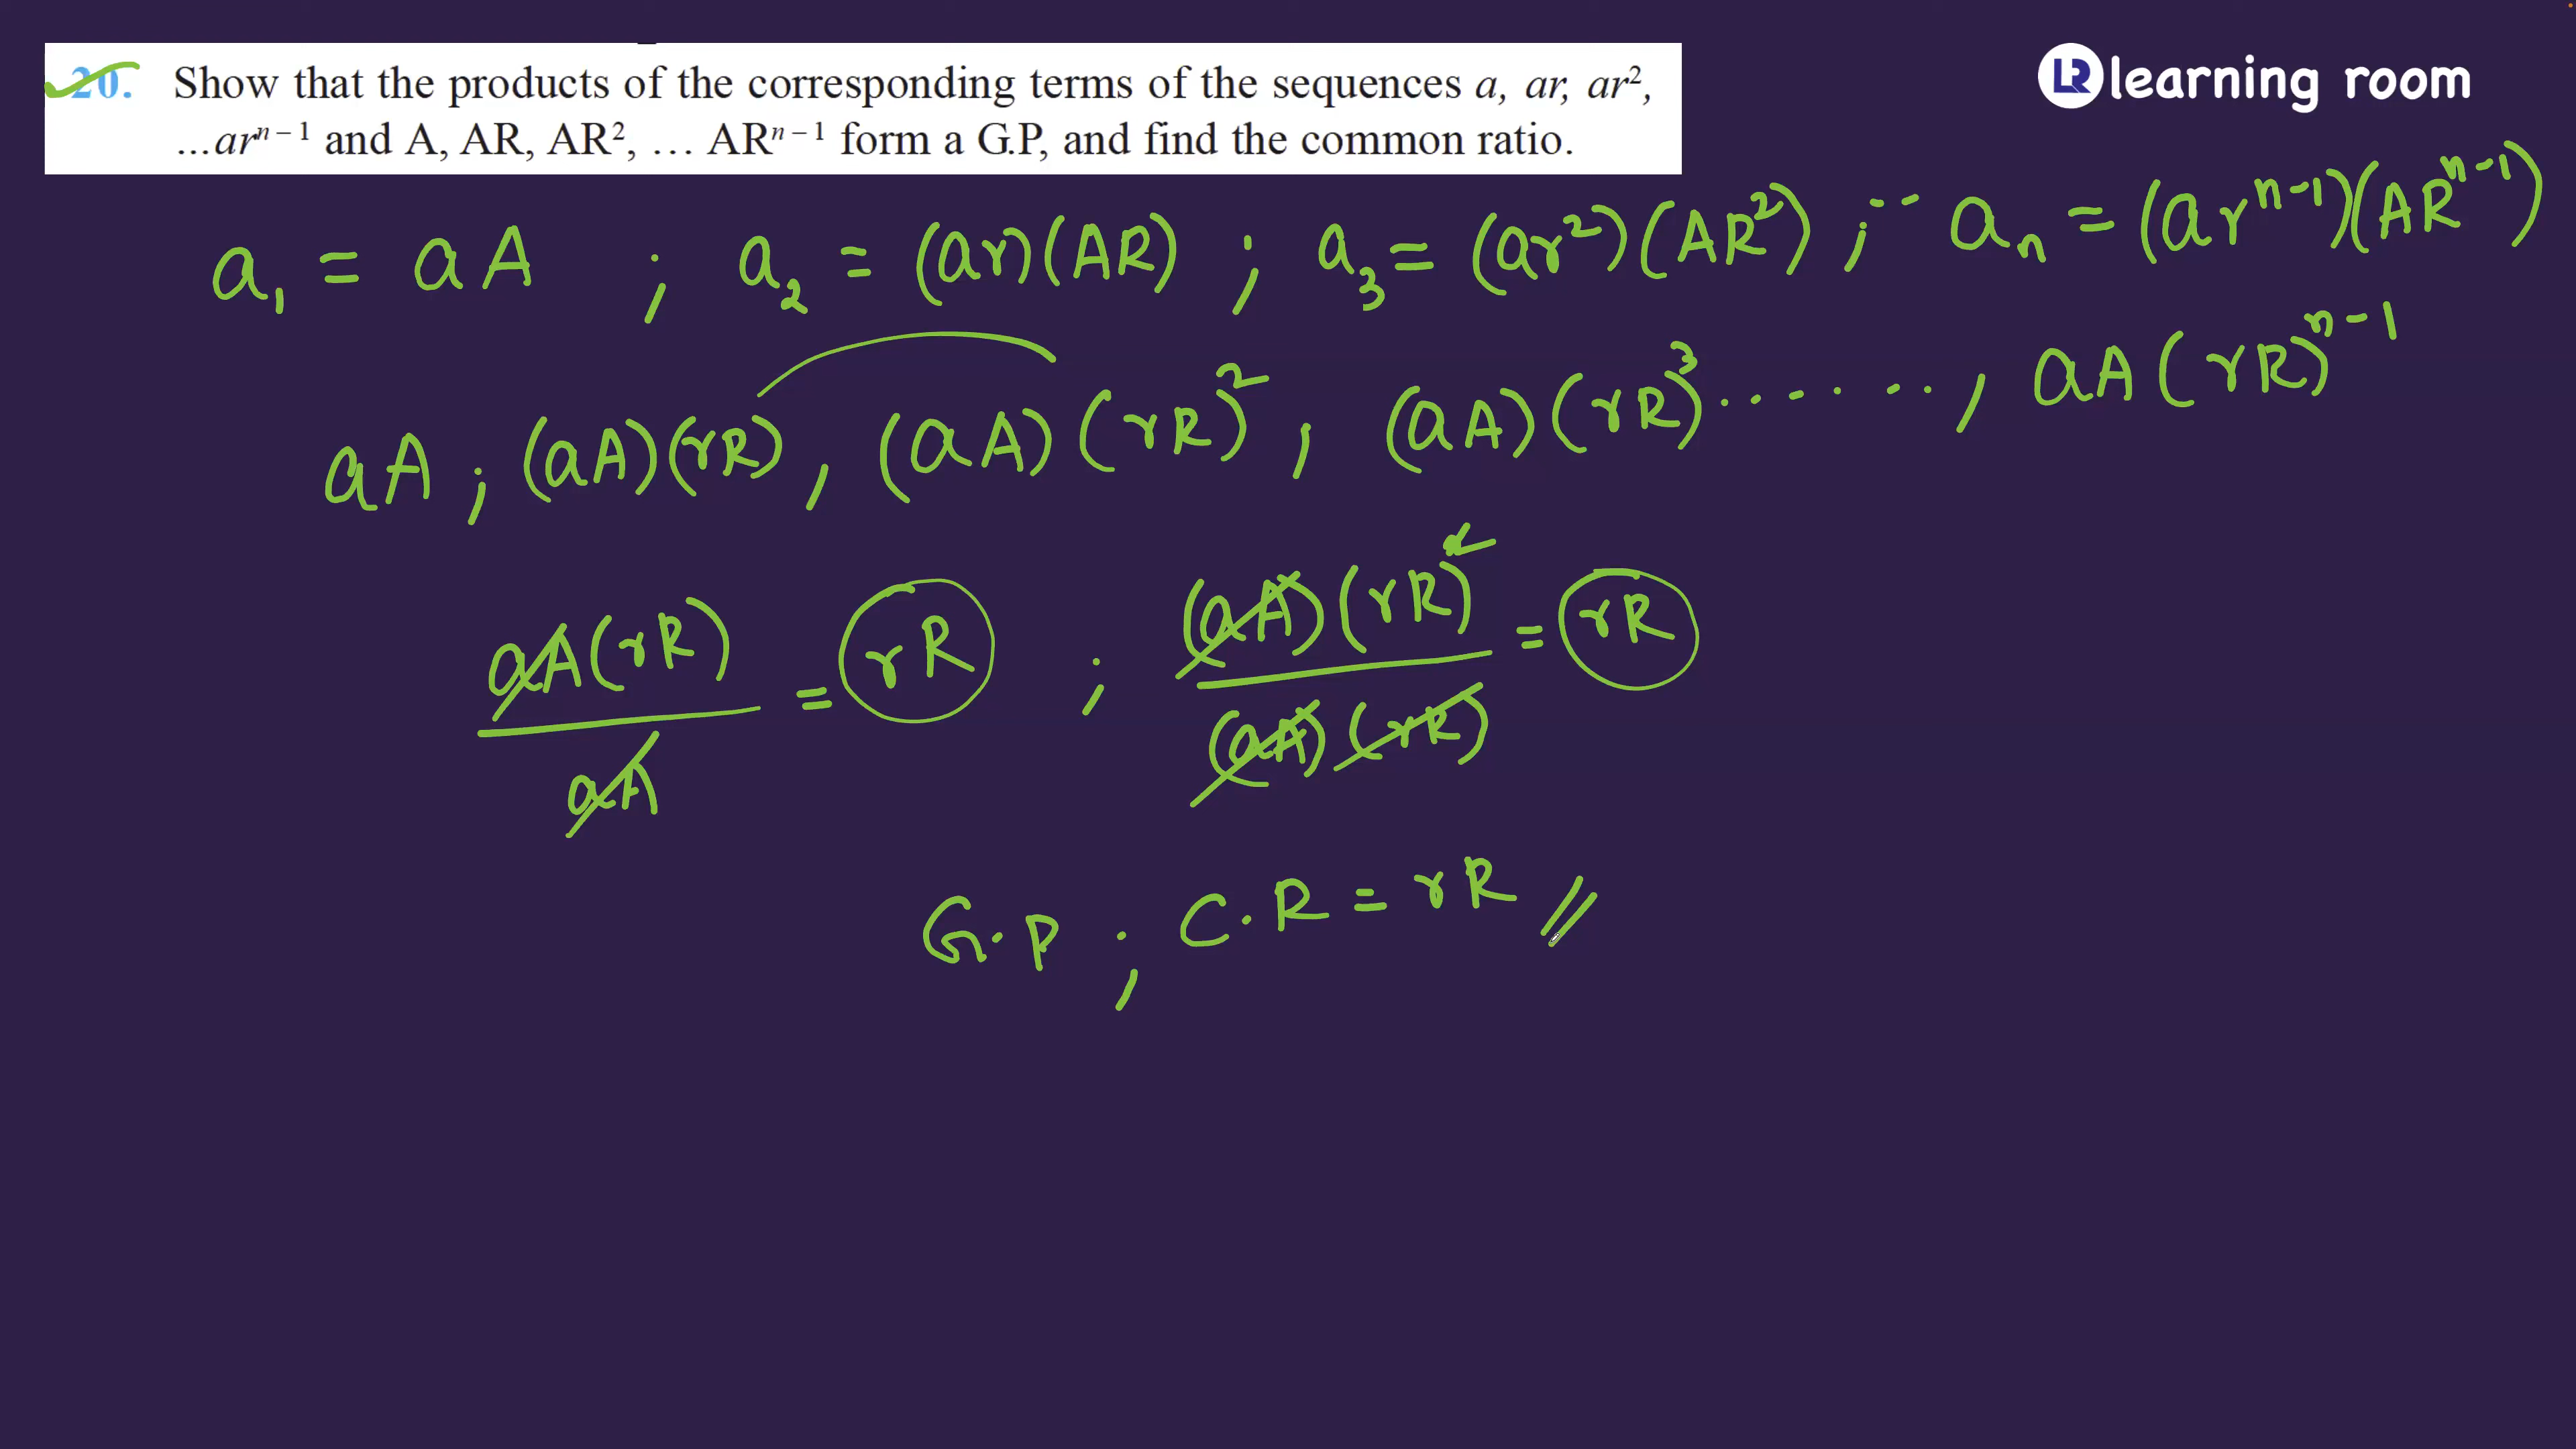 20. Show that the products of the corresponding terms of the sequences a, ar, ar²,
...arⁿ⁻¹ and A, AR, AR², … ARⁿ⁻¹ form a G.P, and find the common ratio.
LR learning room
a₁ = aA ; a₂ = (ar)(AR) ; a₃ = (ar²)(AR²) ; -- aₙ = (arⁿ⁻¹)(ARⁿ⁻¹)
aA ; (aA)(rR) , (aA)(rR)² , (aA)(rR)³ ...... , aA(rR)ⁿ⁻¹
aA(rR) / aA = rR ; (aA)(rR)² / (aA)(rR) = rR
G.P ; C.R = rR //